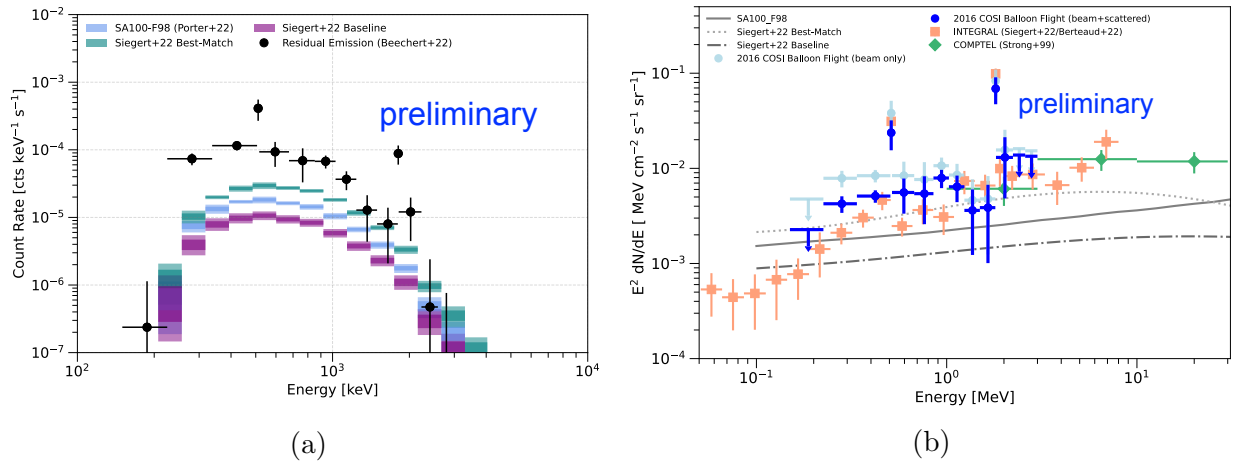 SA100-F98 (Porter+22)
Siegert+22 Best-Match
Siegert+22 Baseline
Residual Emission (Beechert+22)
preliminary
10⁻¹
10⁻²
10⁻³
10⁻⁴
10⁻⁵
10⁻⁶
10⁻⁷
Count Rate [cts keV⁻¹ s⁻¹]
10² 10³ 10⁴
Energy [keV]
(a)
SA100_F98
Siegert+22 Best-Match
Siegert+22 Baseline
2016 COSI Balloon Flight (beam only)
2016 COSI Balloon Flight (beam+scattered)
INTEGRAL (Siegert+22/Berteaud+22)
COMPTEL (Strong+99)
preliminary
10⁻¹
10⁻²
10⁻³
10⁻⁴
E² dN/dE [ MeV cm⁻² s⁻¹ sr⁻¹]
10⁻¹ 10⁰ 10¹
Energy [MeV]
(b)